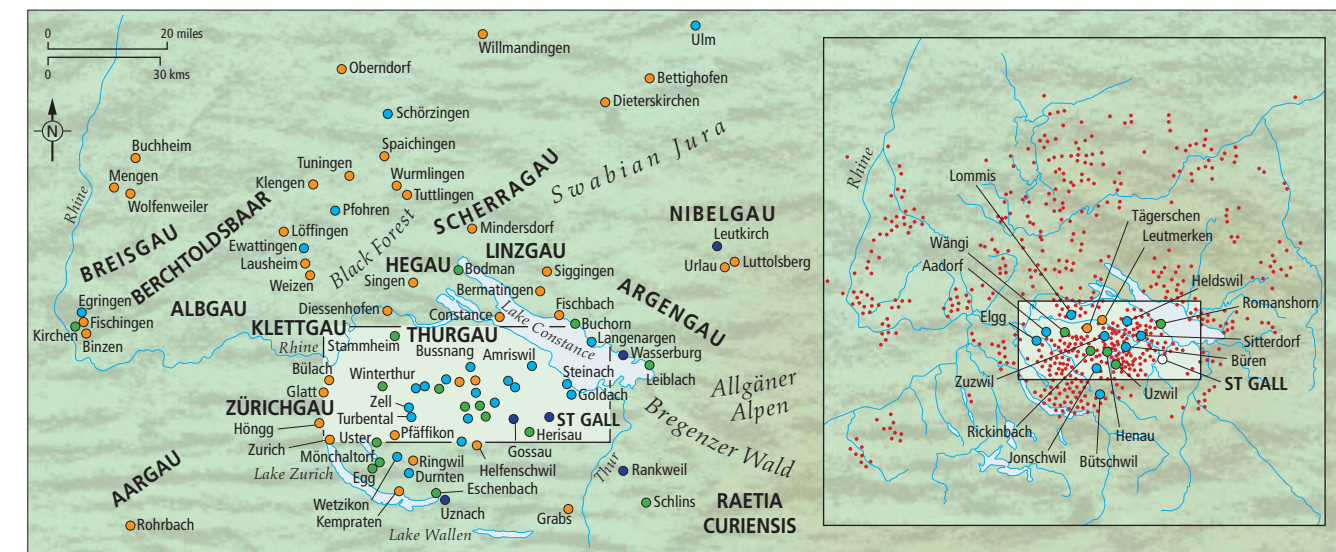 0 20 miles
0 30 kms
N
Willmandingen
Ulm
Oberndorf
Bettighofen
Dieterskirchen
Schörzingen
Buchheim
Spaichingen
Tuningen
Mengen
Klengen
Wurmlingen
Tuttlingen
Wolfenweiler
Pfohren
Rhine
BREISGAU
BERCHTOLDSBAAR
Black Forest
SCHERRAGAU
Swabian Jura
NIBELGAU
Leutkirch
Löffingen
Mindersdorf
Ewattingen
LINZGAU
Lausheim
HEGAU
Bodman
Siggingen
Urlau
Luttolsberg
Weizen
Singen
Bermatingen
ARGENGAU
Egringen
ALBGAU
Diessenhofen
Constance
Lake Constance
Fischbach
Fischingen
KLETTGAU
THURGAU
Buchorn
Kirchen
Binzen
Stammheim
Langenargen
Rhine
Bussnang
Amriswil
Wasserburg
Bülach
Winterthur
Steinach
Leiblach
Glatt
Zell
Goldach
Allgäner
Alpen
ZÜRICHGAU
Turbental
ST GALL
Bregenzer Wald
Höngg
Pfäffikon
Herisau
Zurich
Uster
Gossau
Mönchaltorf
Ringwil
Helfenschwil
Lake Zurich
Egg
Durnten
Thur
Rankweil
AARGAU
Wetzikon
Eschenbach
Kempraten
Uznach
Schlins
RAETIA
CURIENSIS
Rohrbach
Grabs
Lake Wallen
Rhine
Lommis
Tägerschen
Leutmerken
Wängi
Aadorf
Heldswil
Romanshorn
Elgg
Sitterdorf
Büren
Zuzwil
ST GALL
Uzwil
Rickinbach
Henau
Jonschwil
Bütschwil